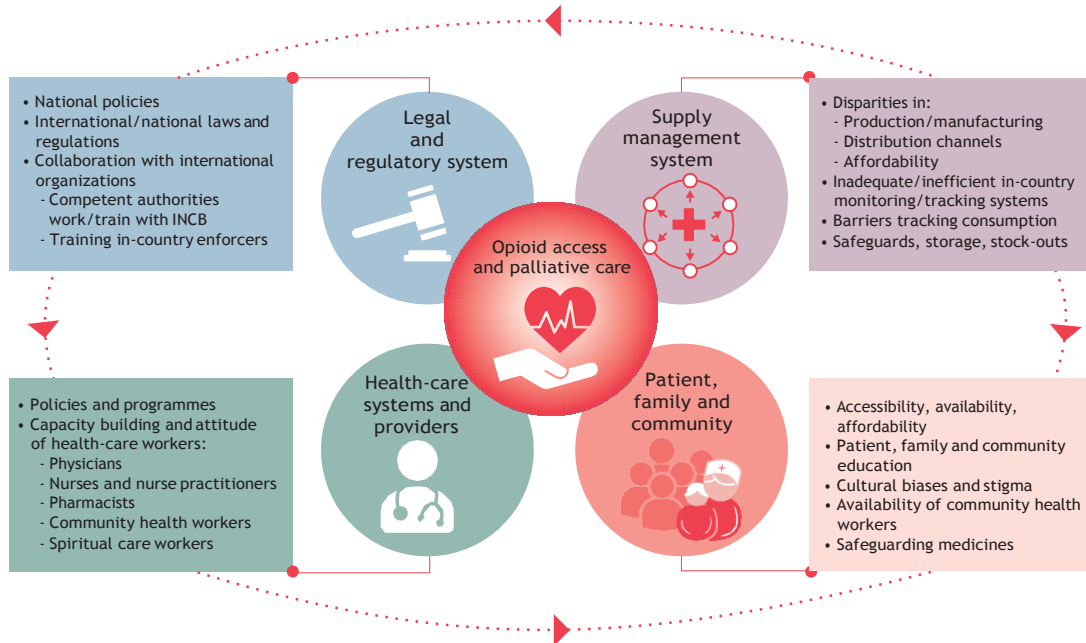 • National policies
• International/national laws and
regulations
• Collaboration with international
organizations
- Competent authorities
work/train with INCB
- Training in-country enforcers
Legal
and
regulatory system
Supply
management
system
• Disparities in:
- Production/manufacturing
- Distribution channels
- Affordability
• Inadequate/inefficient in-country
monitoring/tracking systems
• Barriers tracking consumption
• Safeguards, storage, stock-outs
Opioid access
and palliative care
• Policies and programmes
• Capacity building and attitude
of health-care workers:
- Physicians
- Nurses and nurse practitioners
- Pharmacists
- Community health workers
- Spiritual care workers
Health-care
systems and
providers
Patient,
family and
community
• Accessibility, availability,
affordability
• Patient, family and community
education
• Cultural biases and stigma
• Availability of community health
workers
• Safeguarding medicines